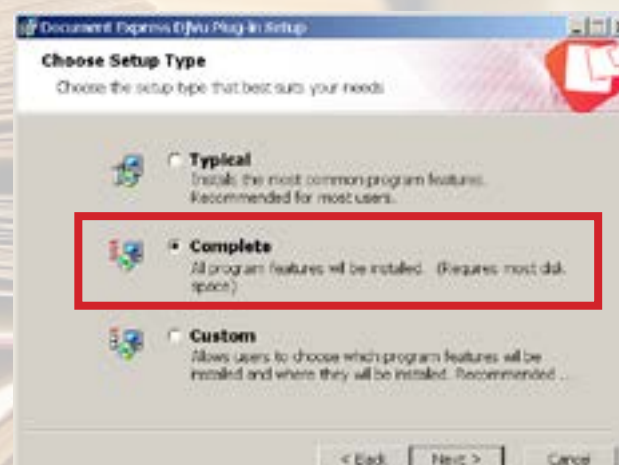 Document Express DjVu Plug-in Setup
Choose Setup Type
Choose the setup type that best suits your needs
Typical
Installs the most common program features.
Recommended for most users.
Complete
All program features will be installed. (Requires most disk
space)
Custom
Allows users to choose which program features will be
installed and where they will be installed. Recommended ...
< Back
Next >
Cancel